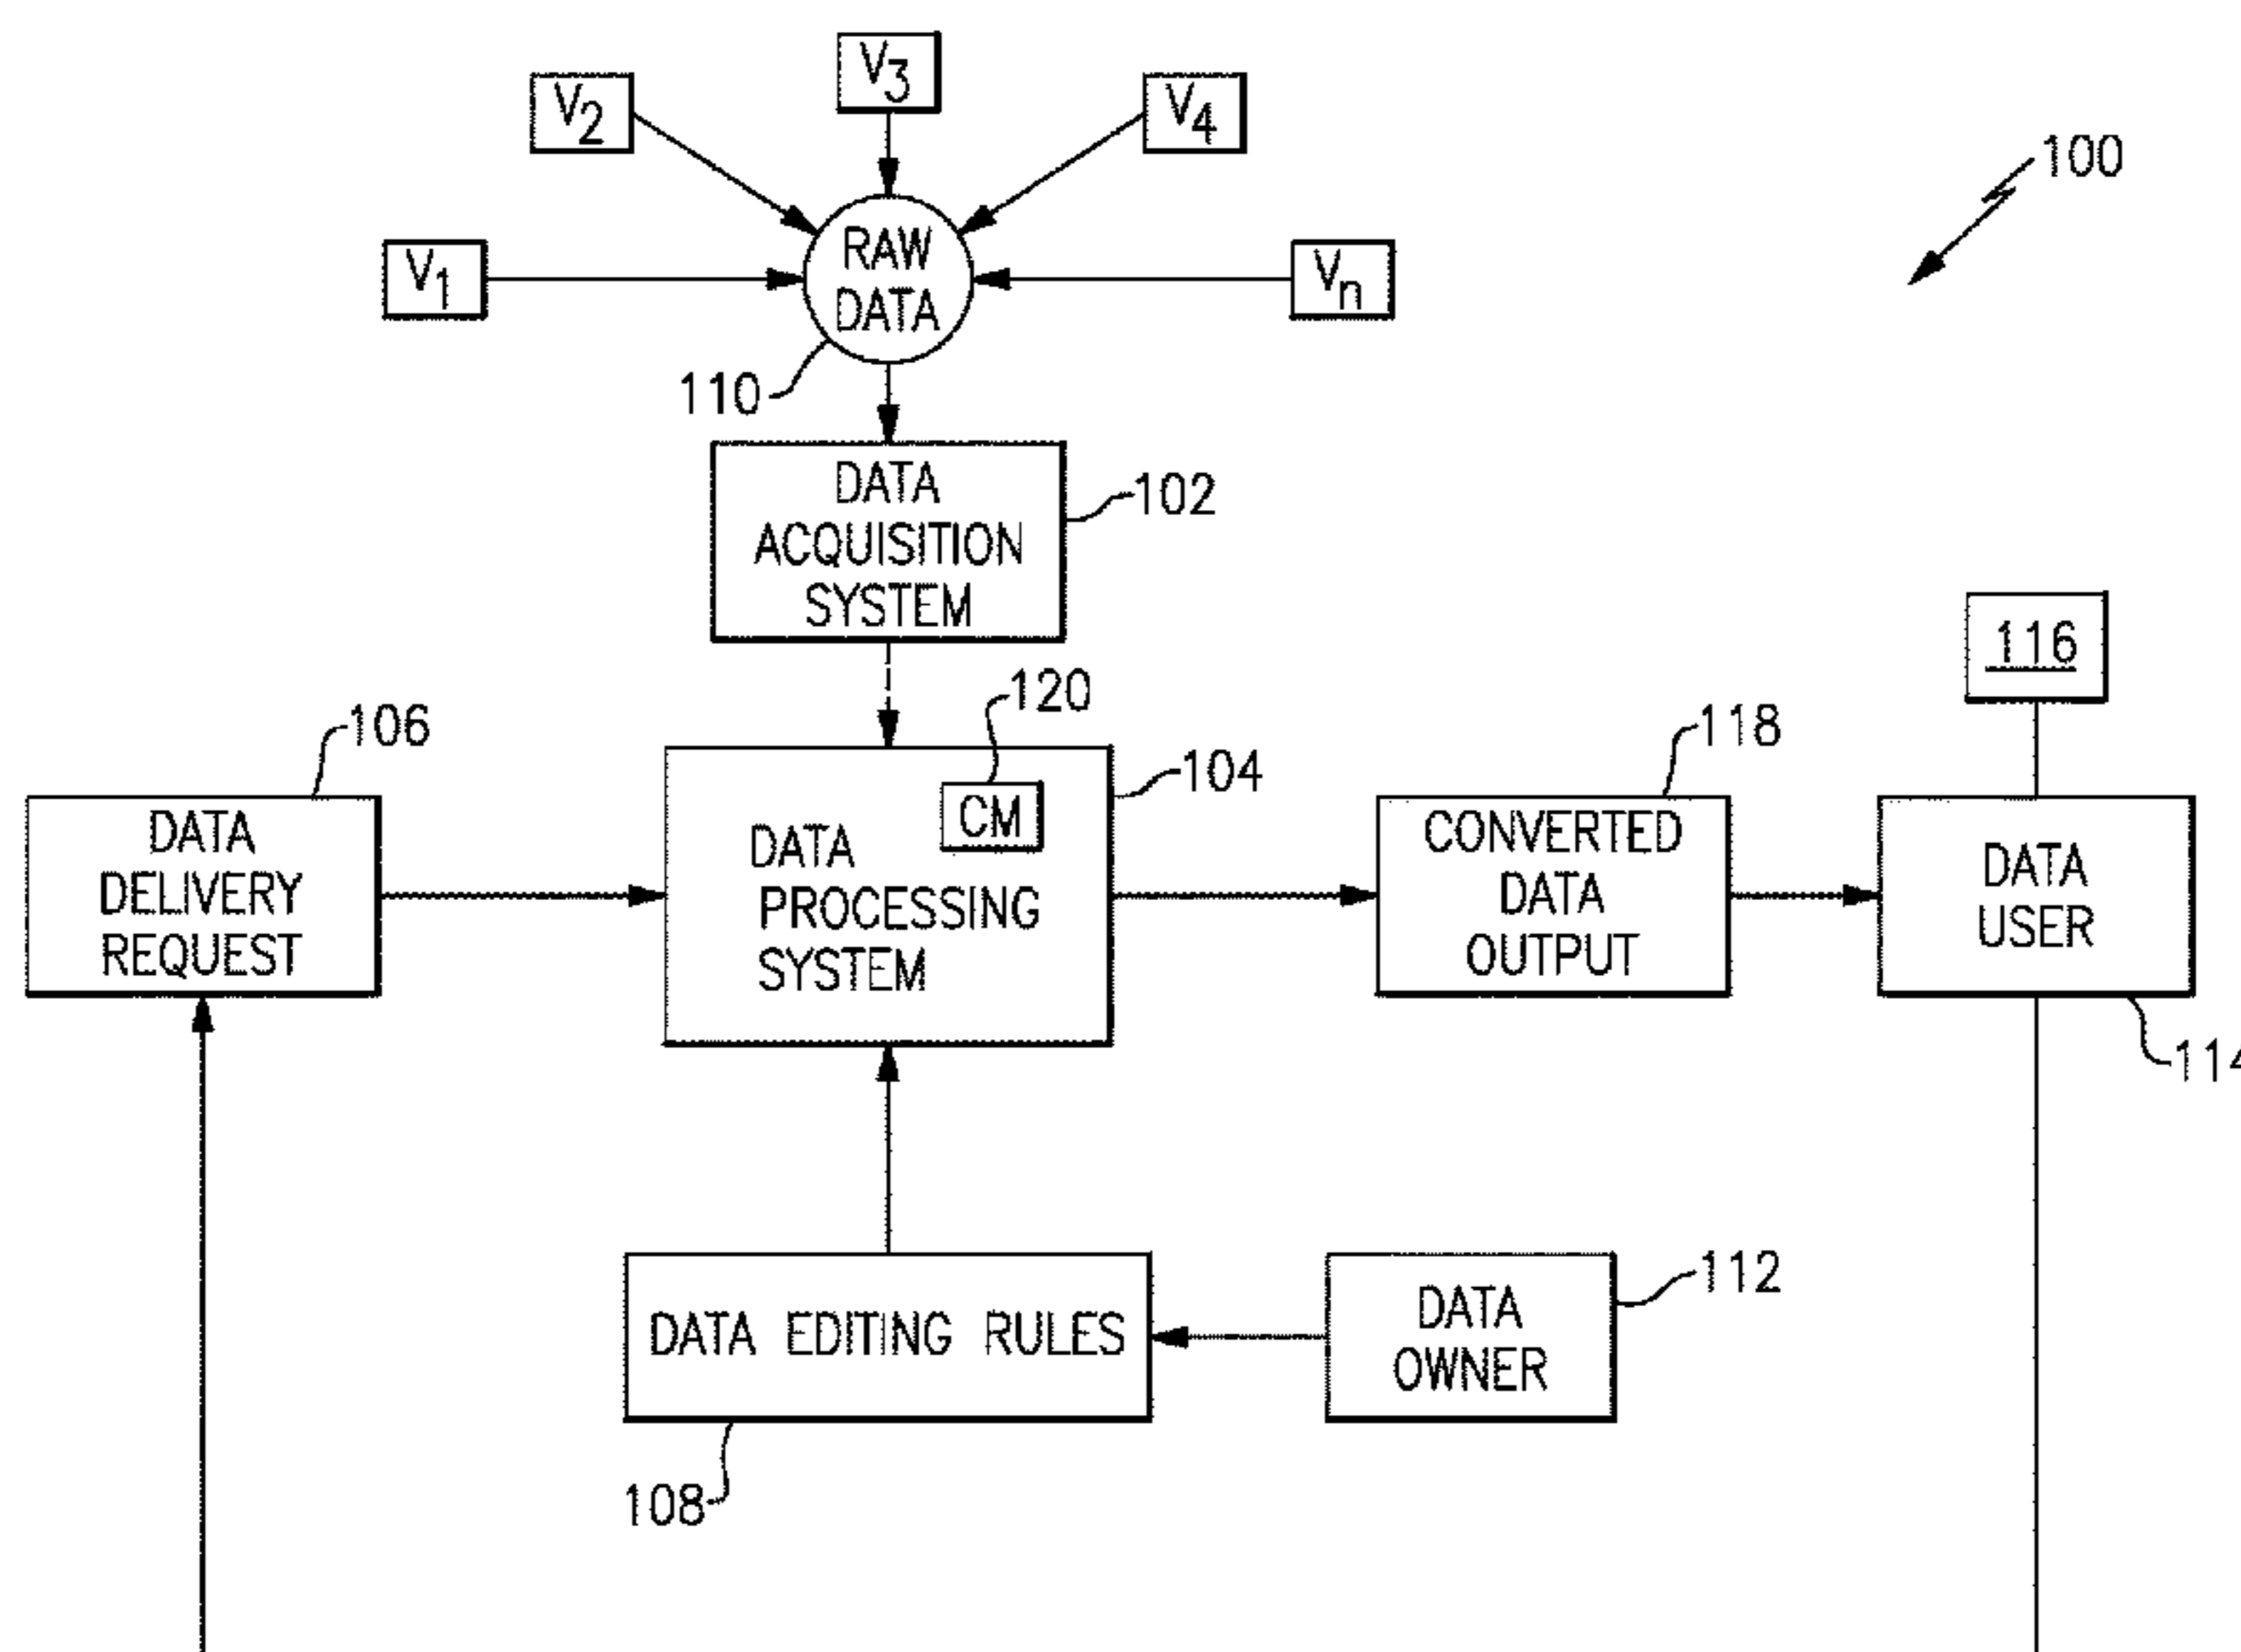 V3
V2
V4
100
V1
RAW
DATA
Vn
110
DATA
ACQUISITION
SYSTEM
102
116
120
106
118
104
CM
DATA
DELIVERY
REQUEST
DATA
PROCESSING
SYSTEM
CONVERTED
DATA
OUTPUT
DATA
USER
114
DATA EDITING RULES
DATA
OWNER
112
108